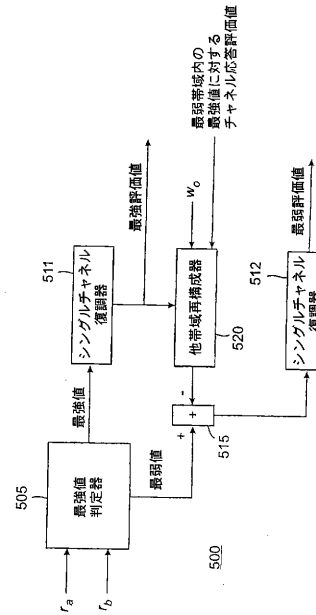 505
最強値
判定器
r_a
r_b
最強値
最弱値
511
シングルチャネル
復調器
最強評価値
w_o
最弱帯域内の
最強値に対する
チャネル応答評価値
他帯域再構成器
520
+
-
+
515
512
シングルチャネル
復調器
最弱評価値
500